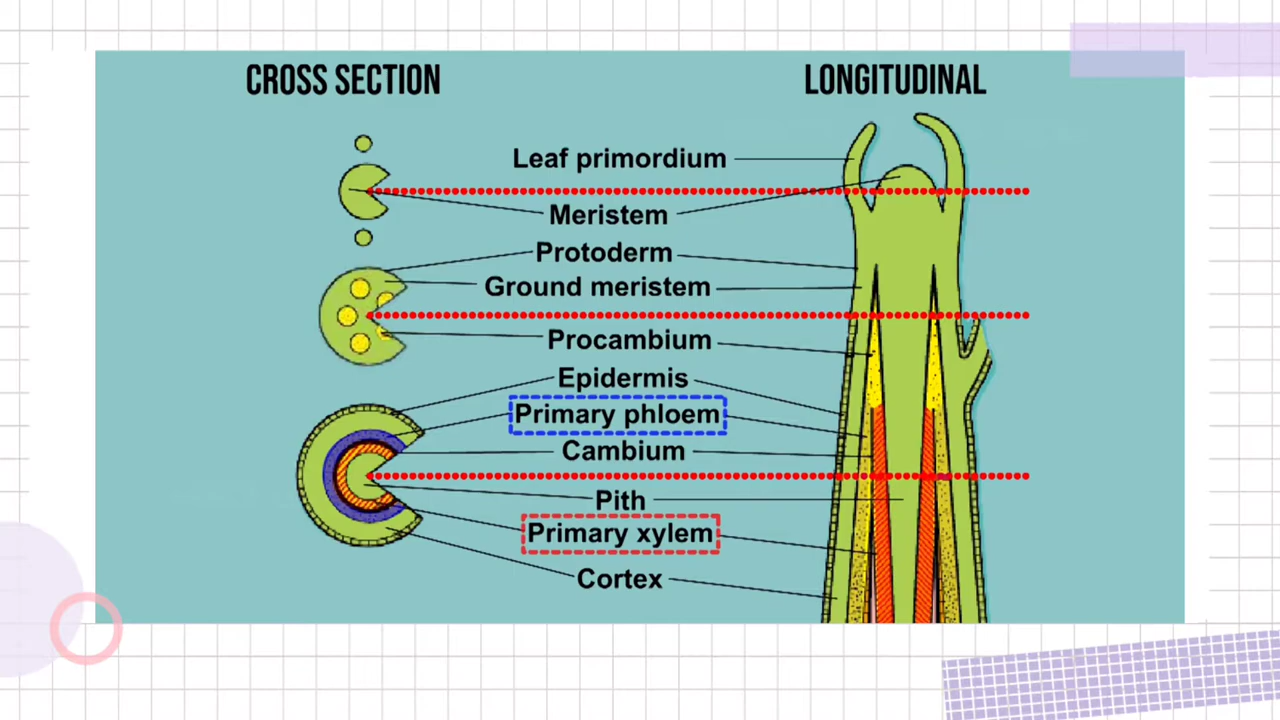 CROSS SECTION
LONGITUDINAL
Leaf primordium
Meristem
Protoderm
Ground meristem
Procambium
Epidermis
Primary phloem
Cambium
Pith
Primary xylem
Cortex